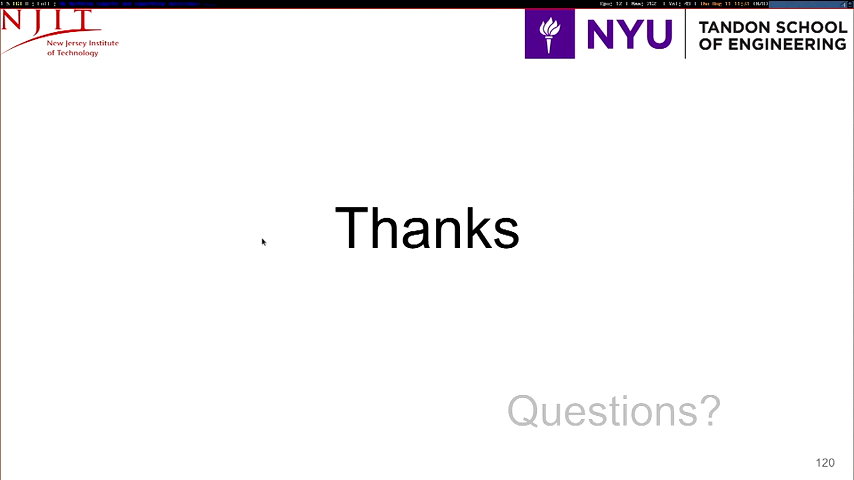 NJIT
New Jersey Institute
of Technology
NYU
TANDON SCHOOL
OF ENGINEERING
Thanks
Questions?
120